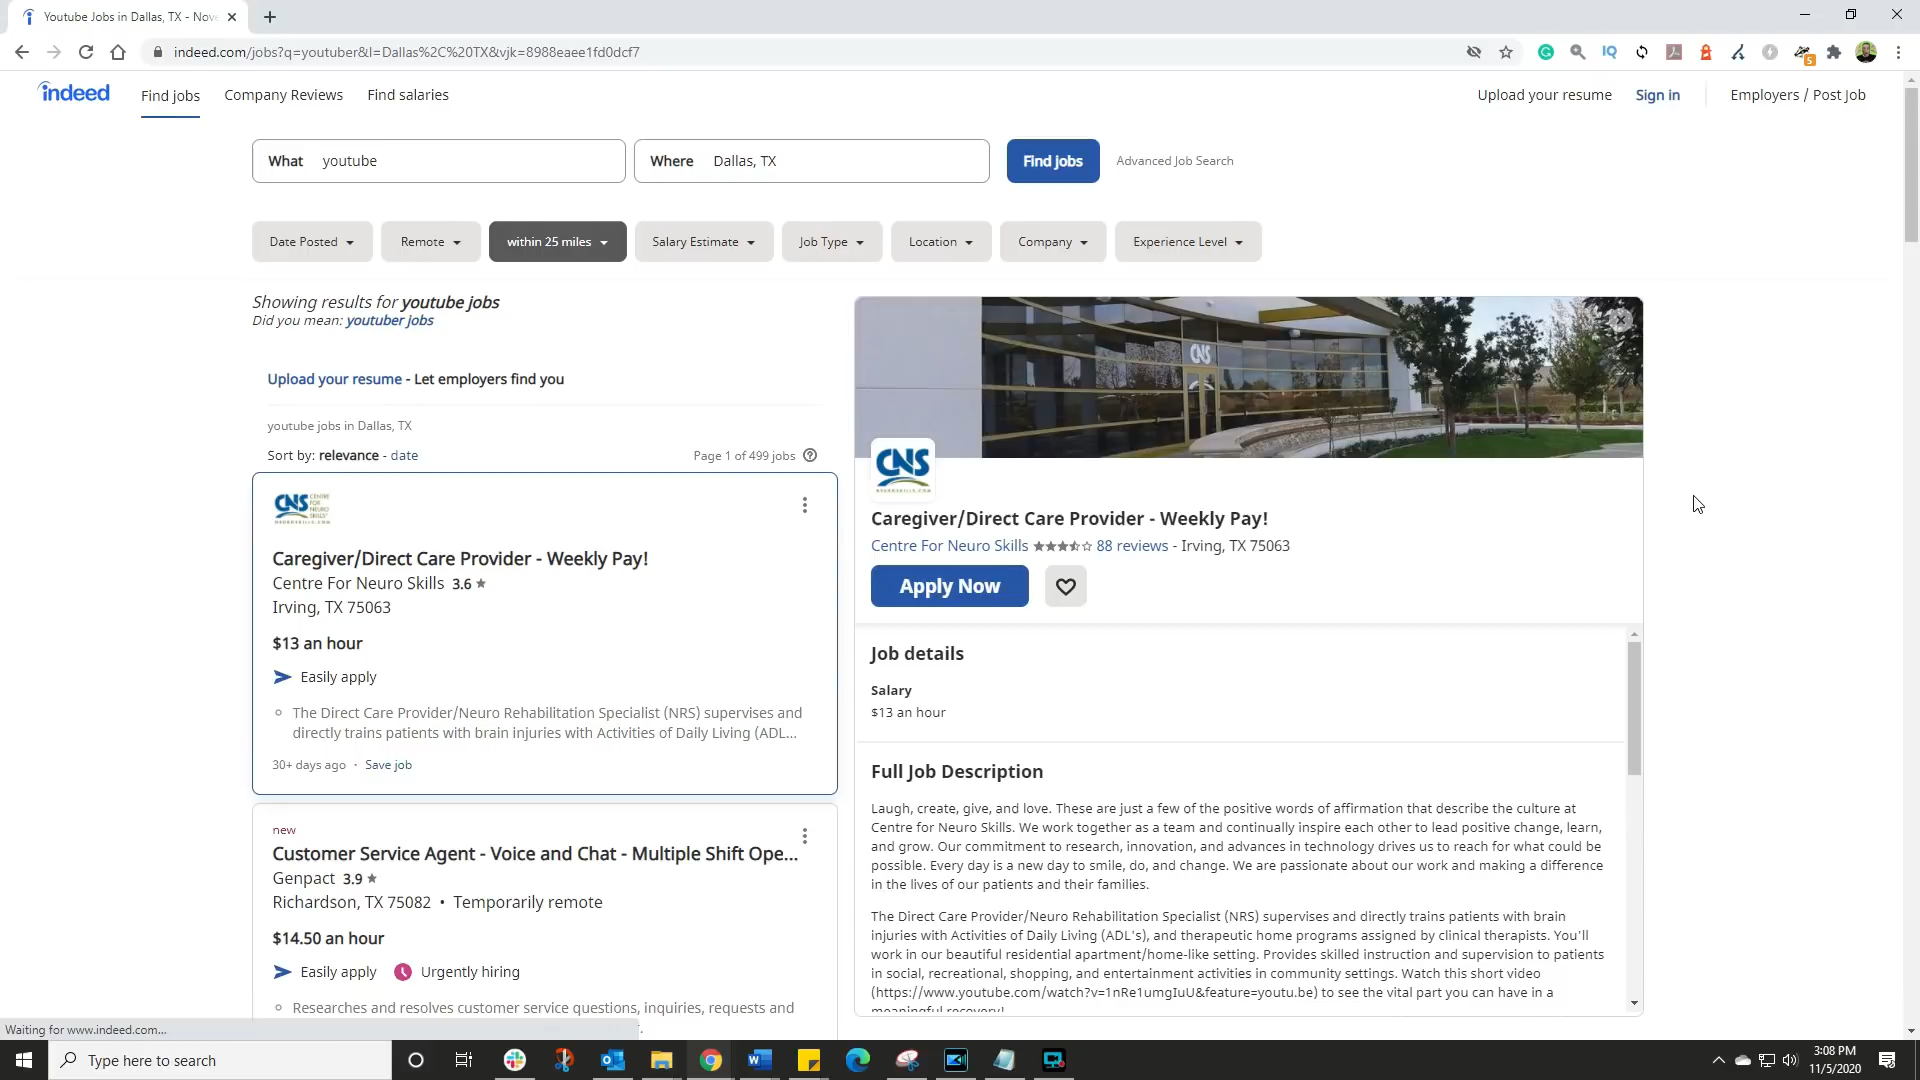 Youtube Jobs in Dallas, TX - Nove
indeed.com/jobs?q=youtuber&l=Dallas%2C%20TX&vjk=8988eaee1fd0dcf7
IQ
5
indeed
Find jobs
Company Reviews
Find salaries
Upload your resume
Sign in
Employers / Post Job
What youtube
Where Dallas, TX
Find jobs
Advanced Job Search
Date Posted
Remote
within 25 miles
Salary Estimate
Job Type
Location
Company
Experience Level
Showing results for youtube jobs
Did you mean: youtuber jobs
Upload your resume - Let employers find you
youtube jobs in Dallas, TX
Sort by: relevance - date
Page 1 of 499 jobs
CNS CENTRE FOR NEURO SKILLS
Caregiver/Direct Care Provider - Weekly Pay!
Centre For Neuro Skills 3.6
Irving, TX 75063
$13 an hour
Easily apply
The Direct Care Provider/Neuro Rehabilitation Specialist (NRS) supervises and
directly trains patients with brain injuries with Activities of Daily Living (ADL...
30+ days ago · Save job
new
Customer Service Agent - Voice and Chat - Multiple Shift Ope...
Genpact 3.9
Richardson, TX 75082 • Temporarily remote
$14.50 an hour
Easily apply
Urgently hiring
Researches and resolves customer service questions, inquiries, requests and
CNS
CNS
Caregiver/Direct Care Provider - Weekly Pay!
Centre For Neuro Skills 88 reviews - Irving, TX 75063
Apply Now
Job details
Salary
$13 an hour
Full Job Description
Laugh, create, give, and love. These are just a few of the positive words of affirmation that describe the culture at
Centre for Neuro Skills. We work together as a team and continually inspire each other to lead positive change, learn,
and grow. Our commitment to research, innovation, and advances in technology drives us to reach for what could be
possible. Every day is a new day to smile, do, and change. We are passionate about our work and making a difference
in the lives of our patients and their families.
The Direct Care Provider/Neuro Rehabilitation Specialist (NRS) supervises and directly trains patients with brain
injuries with Activities of Daily Living (ADL's), and therapeutic home programs assigned by clinical therapists. You'll
work in our beautiful residential apartment/home-like setting. Provides skilled instruction and supervision to patients
in social, recreational, shopping, and entertainment activities in community settings. Watch this short video
(https://www.youtube.com/watch?v=1nRe1umgIuU&feature=youtu.be) to see the vital part you can have in a
meaningful recovery!
Waiting for www.indeed.com...
Type here to search
3:08 PM
11/5/2020